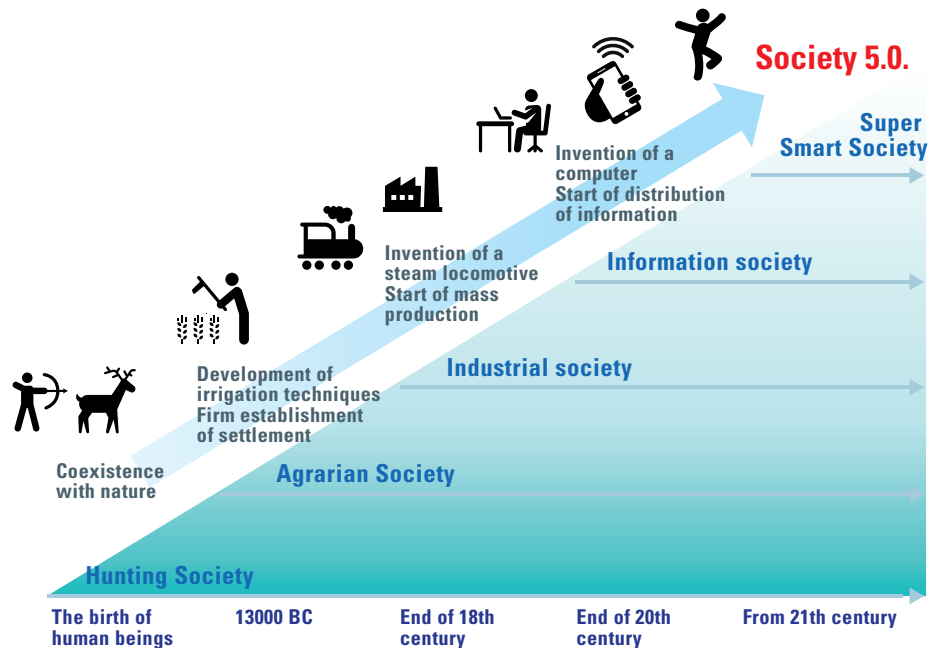 Society 5.0.
Super
Smart Society
Invention of a
computer
Start of distribution
of information
Information society
Invention of a
steam locomotive
Start of mass
production
Industrial society
Development of
irrigation techniques
Firm establishment
of settlement
Agrarian Society
Coexistence
with nature
Hunting Society
The birth of
human beings
13000 BC
End of 18th
century
End of 20th
century
From 21th century